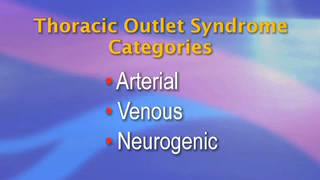 Thoracic Outlet Syndrome
Categories
• Arterial
• Venous
• Neurogenic